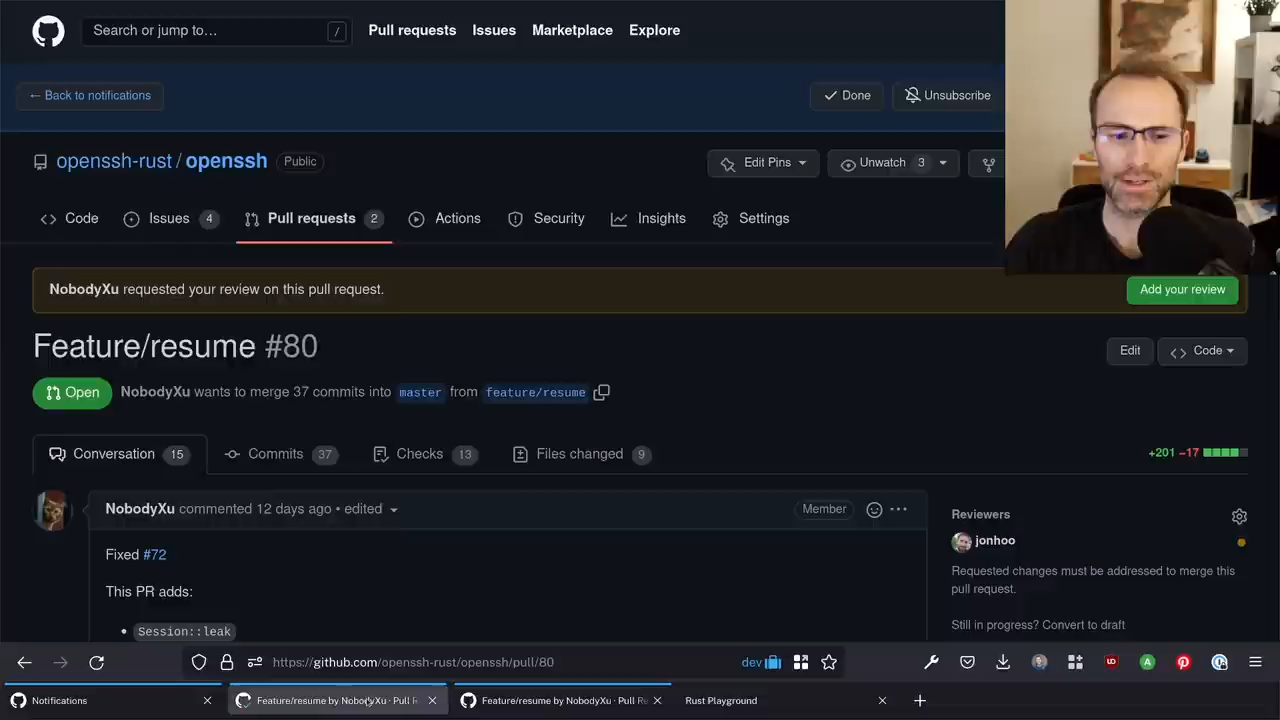 Search or jump to… /
Pull requests Issues Marketplace Explore
← Back to notifications
Done Unsubscribe
openssh-rust / openssh Public
Edit Pins Unwatch 3
Code Issues 4 Pull requests 2 Actions Security Insights Settings
NobodyXu requested your review on this pull request.
Add your review
Feature/resume #80
Edit Code
Open NobodyXu wants to merge 37 commits into master from feature/resume
Conversation 15 Commits 37 Checks 13 Files changed 9
+201 −17
NobodyXu commented 12 days ago • edited
Member
Fixed #72
This PR adds:
• Session::leak
Reviewers
jonhoo
Requested changes must be addressed to merge this
pull request.
Still in progress? Convert to draft
https://github.com/openssh-rust/openssh/pull/80
dev
Notifications
Feature/resume by NobodyXu · Pull R
Feature/resume by NobodyXu · Pull Re
Rust Playground